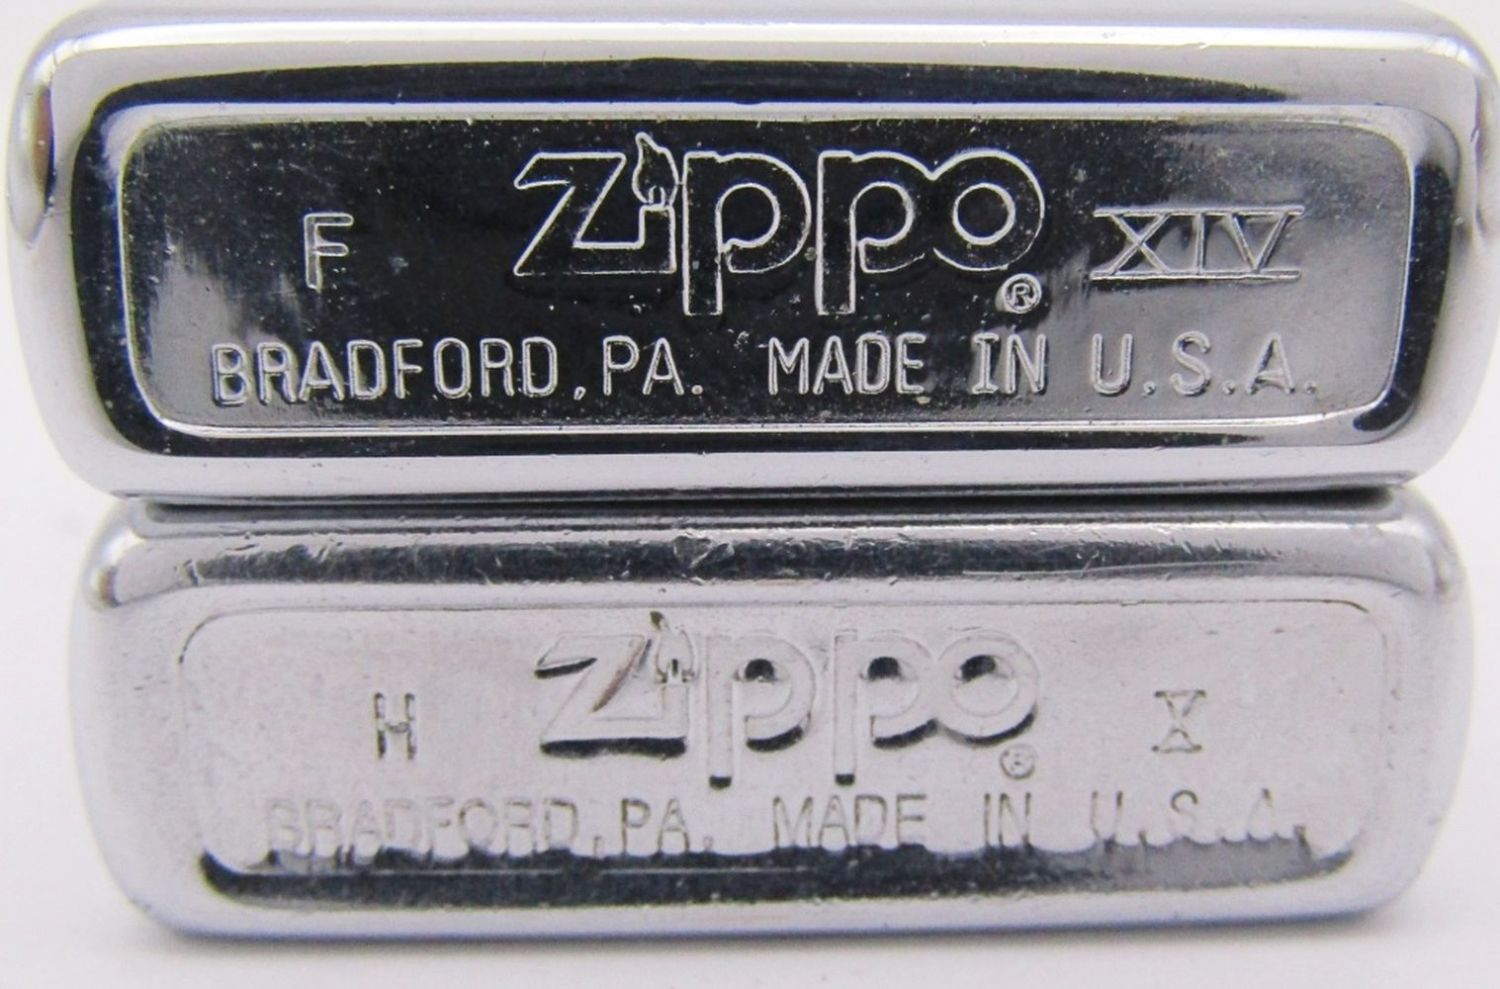 F Zippo ® XIV
BRADFORD, PA. MADE IN U.S.A.
H Zippo ® X
BRADFORD, PA. MADE IN U.S.A.